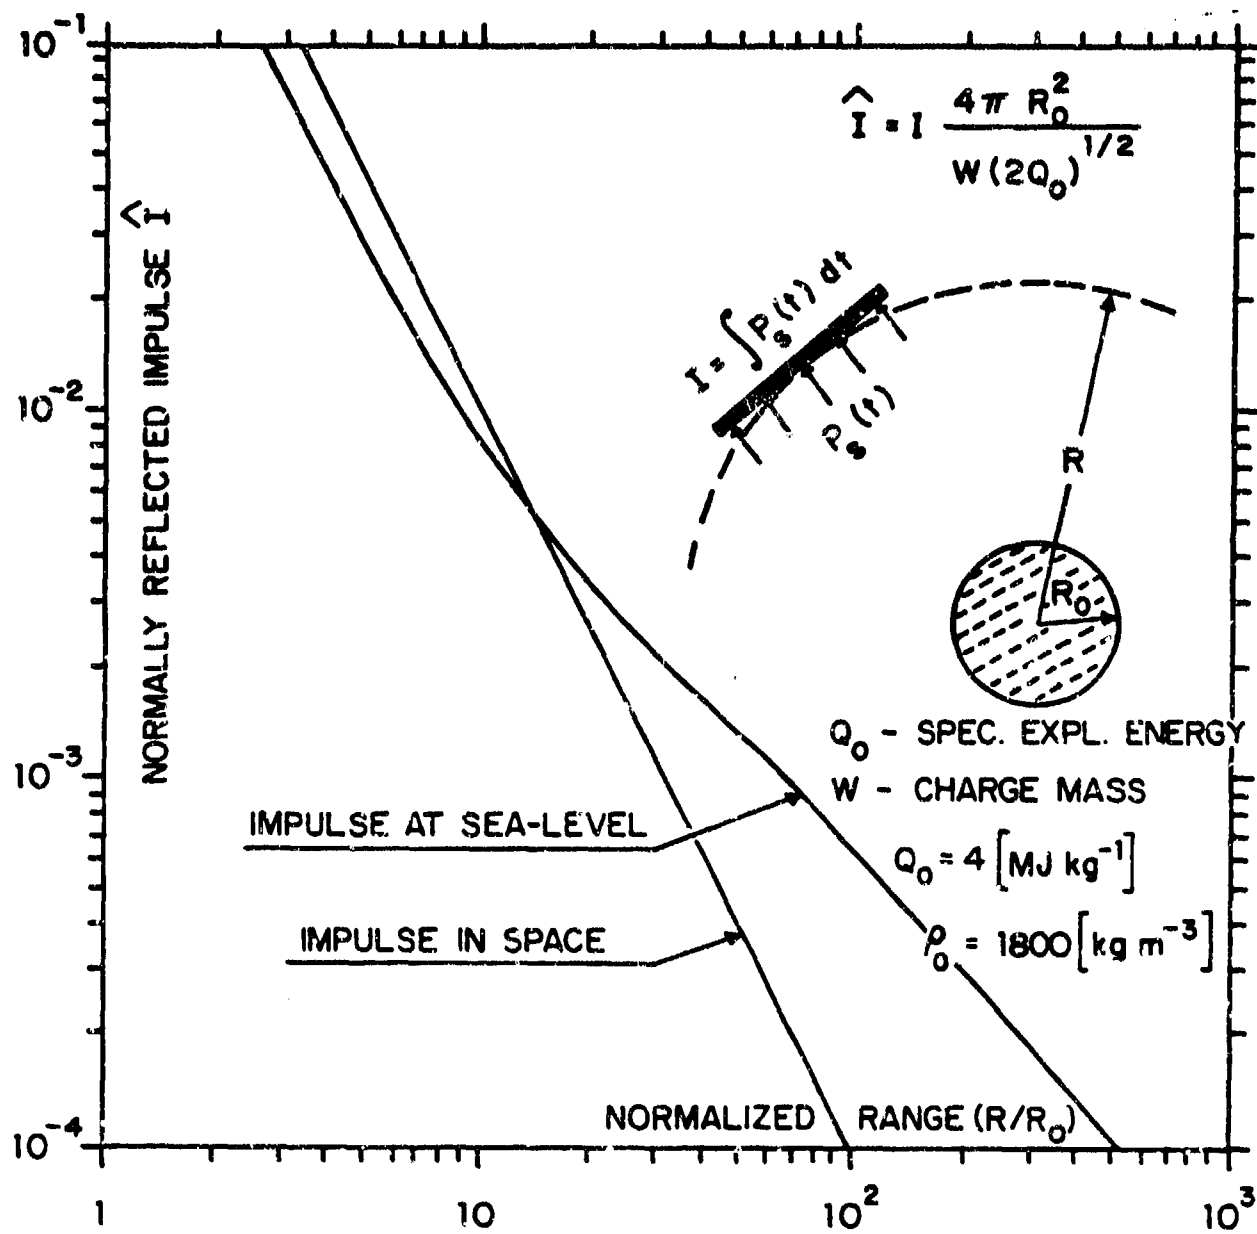 10⁻¹
Î = I 4π R₀² / W(2Q₀)^1/2
NORMALLY REFLECTED IMPULSE Î
I = ∫ Pₛ(t) dt
Pₛ(t)
10⁻²
R
R₀
Q₀ - SPEC. EXPL. ENERGY
10⁻³
W - CHARGE MASS
IMPULSE AT SEA-LEVEL
Q₀ = 4 [MJ kg⁻¹]
IMPULSE IN SPACE
ρ₀ = 1800 [kg m⁻³]
NORMALIZED RANGE (R/R₀)
10⁻⁴
1 10 10² 10³